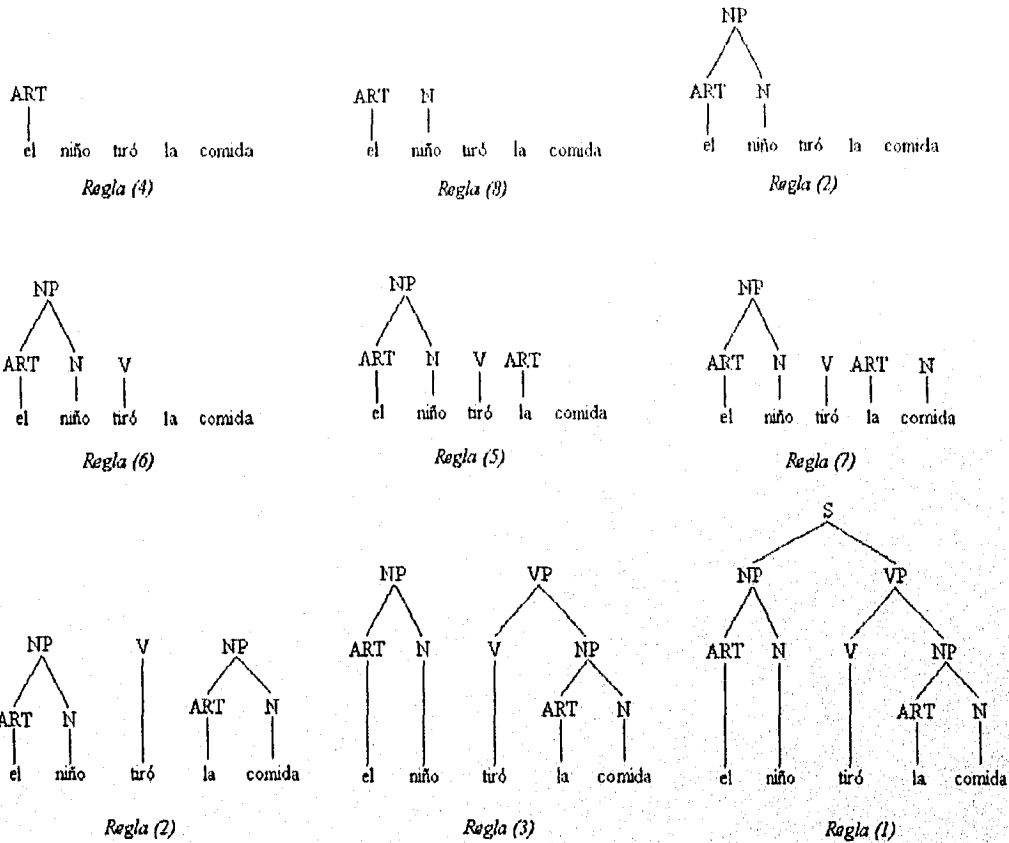 NP
ART ART N ART N
el niño tiró la comida el niño tiró la comida el niño tiró la comida
Regla (4) Regla (8) Regla (2)
NP NP NP
ART N V ART N V ART ART N V ART N
el niño tiró la comida el niño tiró la comida el niño tiró la comida
Regla (6) Regla (5) Regla (7)
S
NP VP NP VP
NP V NP ART N V NP ART N V NP
ART N ART N ART N ART N
el niño tiró la comida el niño tiró la comida el niño tiró la comida
Regla (2) Regla (3) Regla (1)